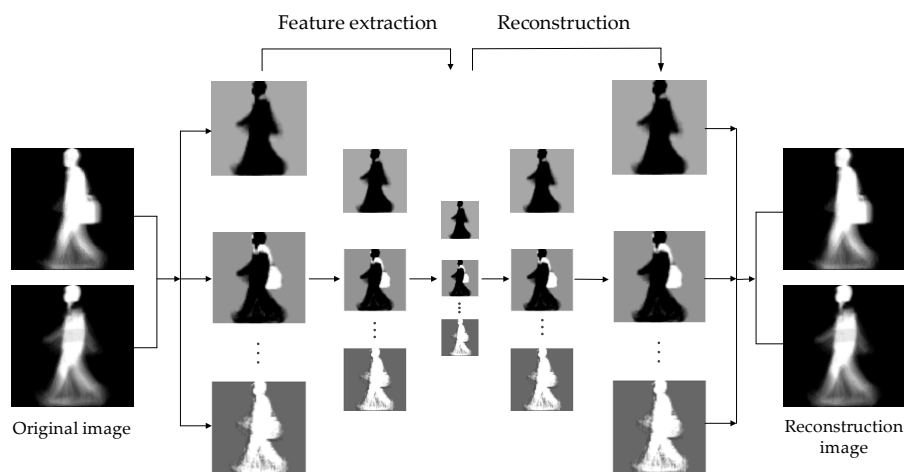 Feature extraction
Reconstruction
Original image
Reconstruction
image